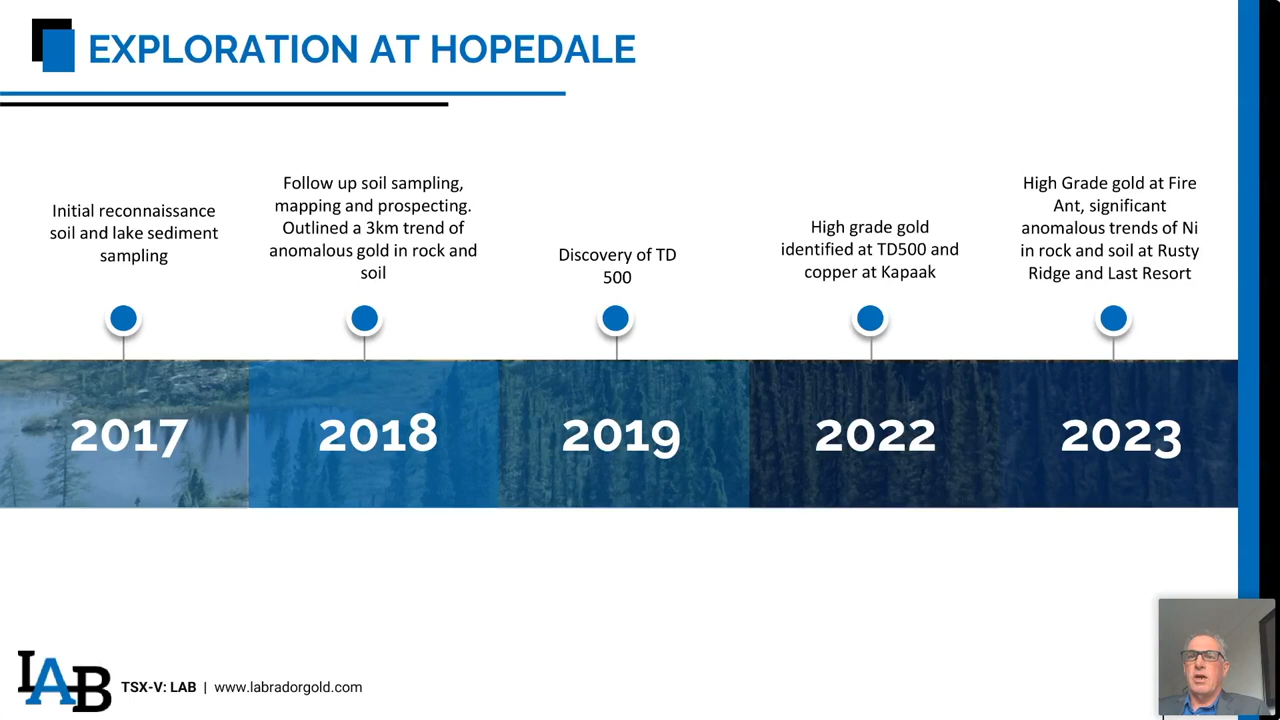 EXPLORATION AT HOPEDALE
Initial reconnaissance
soil and lake sediment
sampling
Follow up soil sampling,
mapping and prospecting.
Outlined a 3km trend of
anomalous gold in rock and
soil
Discovery of TD
500
High grade gold
identified at TD500 and
copper at Kapaak
High Grade gold at Fire
Ant, significant
anomalous trends of Ni
in rock and soil at Rusty
Ridge and Last Resort
2017
2018
2019
2022
2023
LAB
TSX-V: LAB | www.labradorgold.com